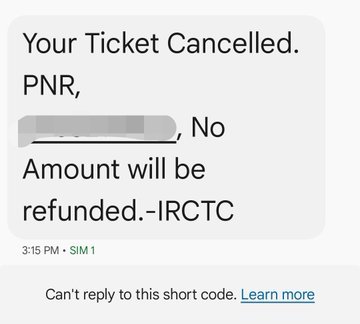 Your Ticket Cancelled.
PNR,
, No
Amount will be
refunded.-IRCTC
3:15 PM • SIM 1
Can't reply to this short code. Learn more